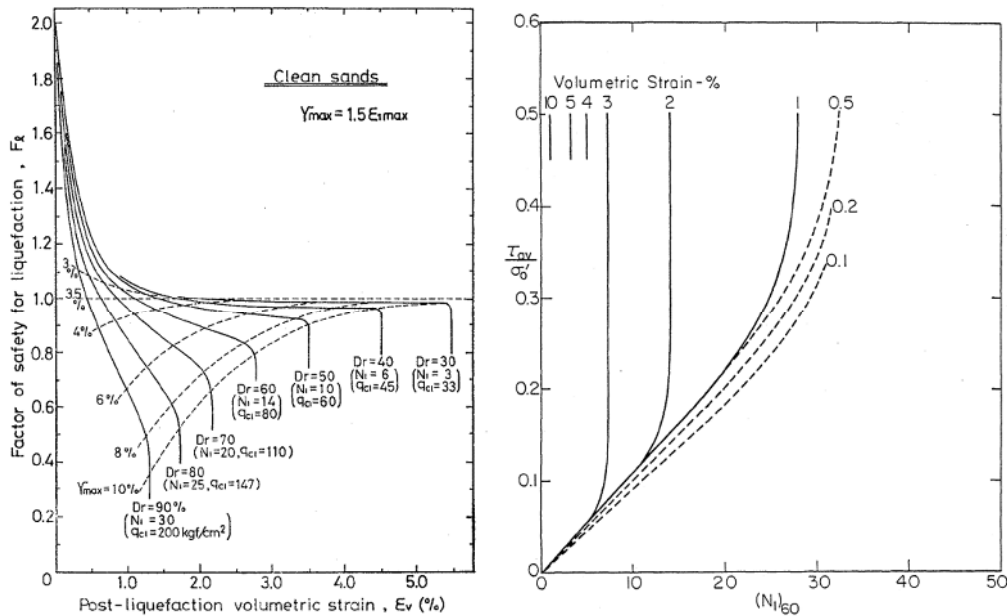 Factor of safety for liquefaction , Fℓ
2.0
1.8
1.6
1.4
1.2
1.0
0.8
0.6
0.4
0.2
Clean sands
γmax = 1.5 ε1max
3%
3.5
%
4%
6%
8%
γmax = 10%
Dr = 30
(N1 = 3
qc1 = 33)
Dr = 40
(N1 = 6
qc1 = 45)
Dr = 50
(N1 = 10
qc1 = 60)
Dr = 60
(N1 = 14
qc1 = 80)
Dr = 70
(N1 = 20, qc1 = 110)
Dr = 80
(N1 = 25, qc1 = 147)
Dr = 90%
(N1 = 30
qc1 = 200 kgf/cm²)
0 1.0 2.0 3.0 4.0 5.0
Post-liquefaction volumetric strain , εv (%)
0.6
0.5
0.4
0.3
0.2
0.1
0
τav
σo'
Volumetric Strain - %
10 5 4 3 2 1 0.5
0.2
0.1
0 10 20 30 40 50
(N1)60